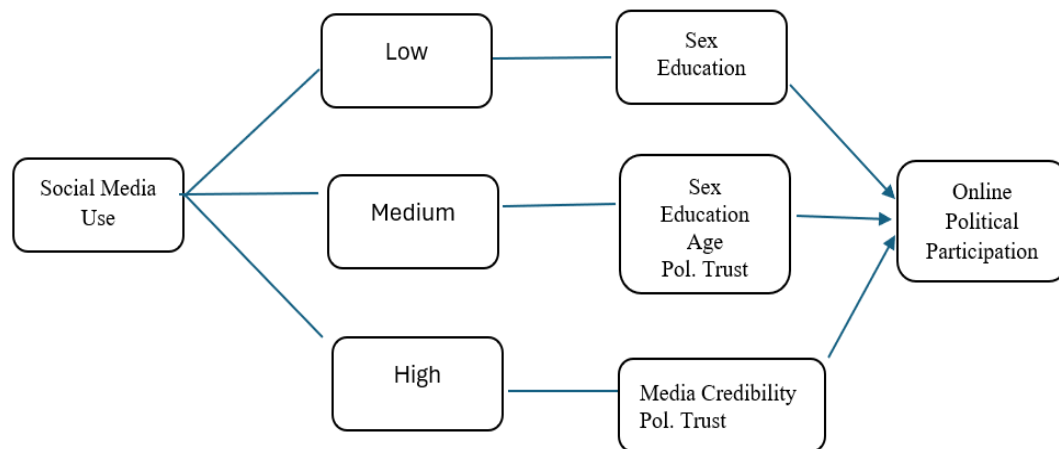 Social Media
Use
Low
Medium
High
Sex
Education
Sex
Education
Age
Pol. Trust
Media Credibility
Pol. Trust
Online
Political
Participation